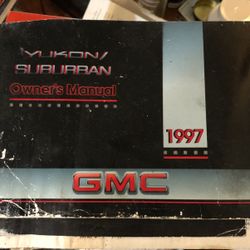 YUKON/
SUBURBAN
Owner's Manual
1997
GMC